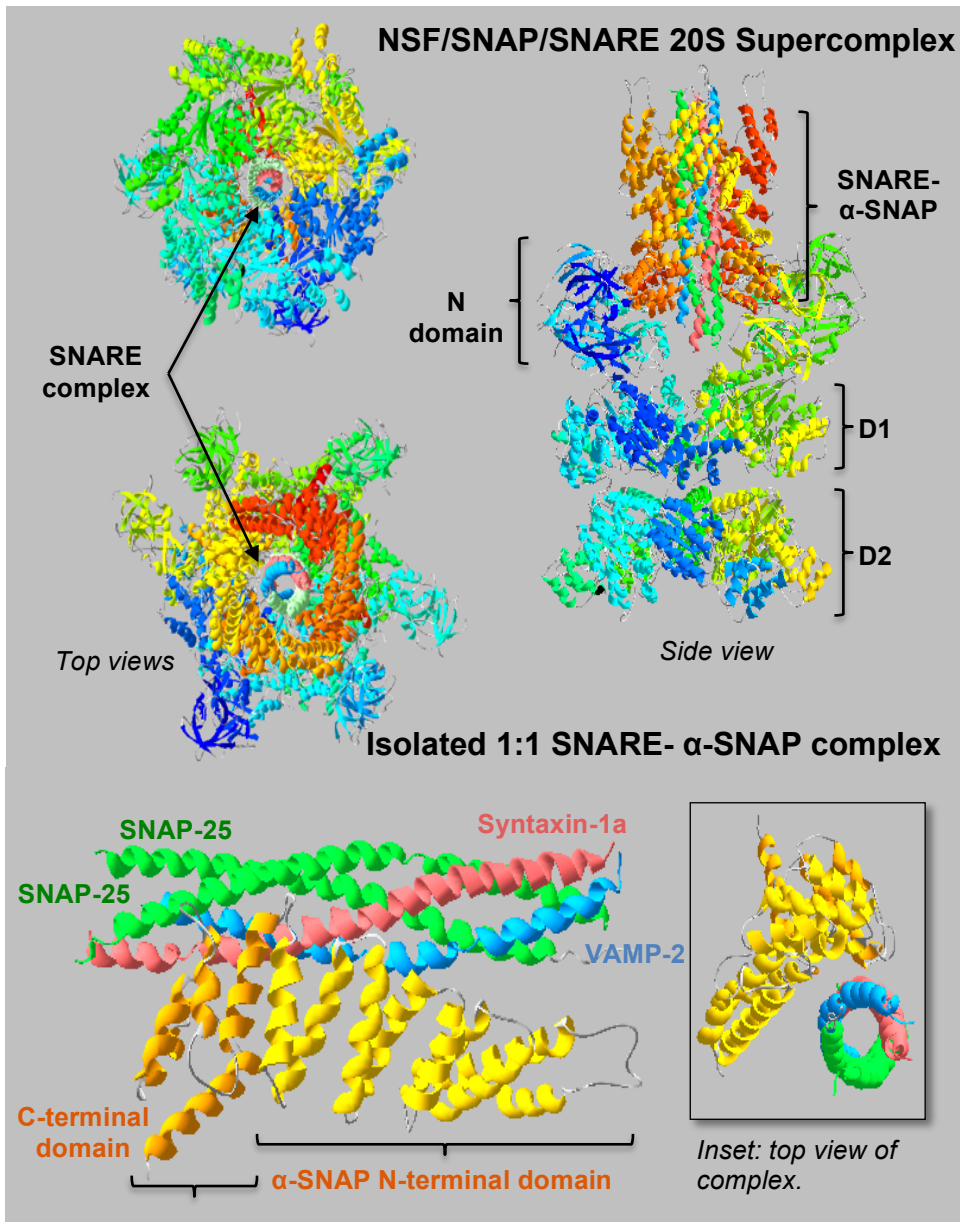 NSF/SNAP/SNARE 20S Supercomplex
SNARE-
α-SNAP
N
domain
SNARE
complex
D1
D2
Top views
Side view
Isolated 1:1 SNARE- α-SNAP complex
SNAP-25
Syntaxin-1a
SNAP-25
VAMP-2
C-terminal
domain
α-SNAP N-terminal domain
Inset: top view of
complex.